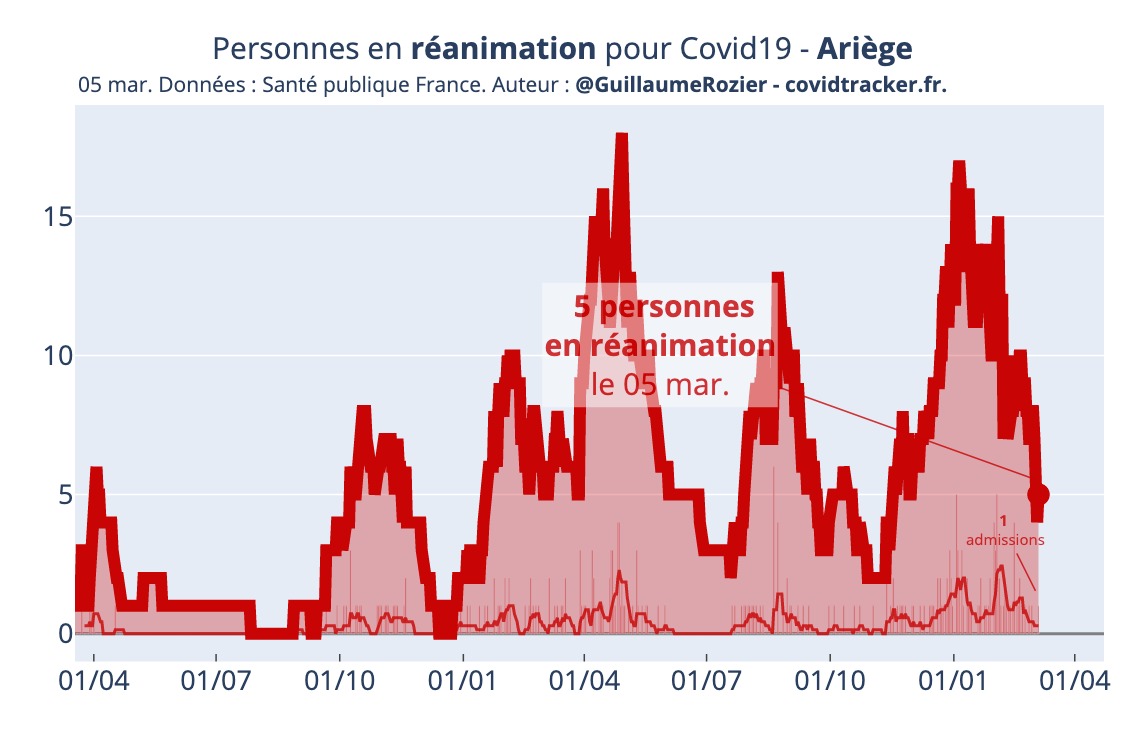 Personnes en réanimation pour Covid19 - Ariège
05 mar. Données : Santé publique France. Auteur : @GuillaumeRozier - covidtracker.fr.
15
10
5
0
5 personnes
en réanimation
le 05 mar.
1
admissions
01/04
01/07
01/10
01/01
01/04
01/07
01/10
01/01
01/04